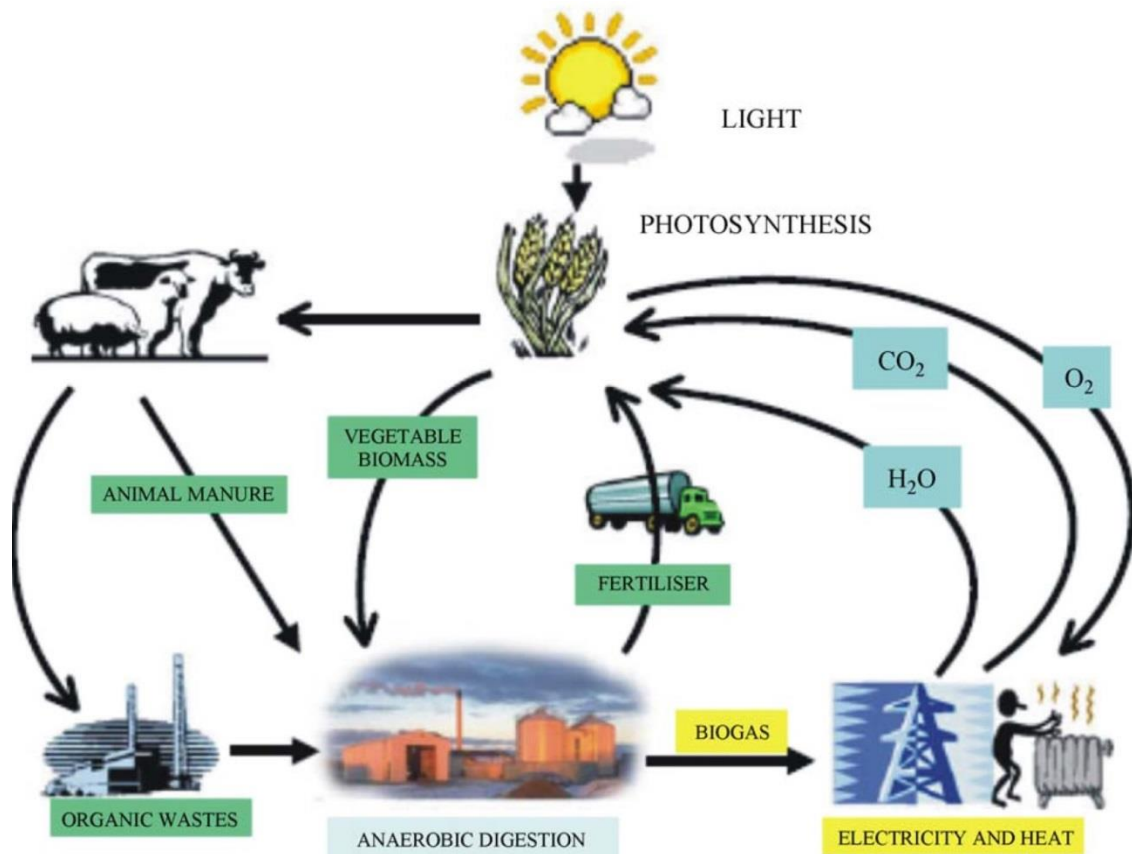 LIGHT
PHOTOSYNTHESIS
CO₂
O₂
VEGETABLE
BIOMASS
ANIMAL MANURE
H₂O
FERTILISER
BIOGAS
ORGANIC WASTES
ANAEROBIC DIGESTION
ELECTRICITY AND HEAT